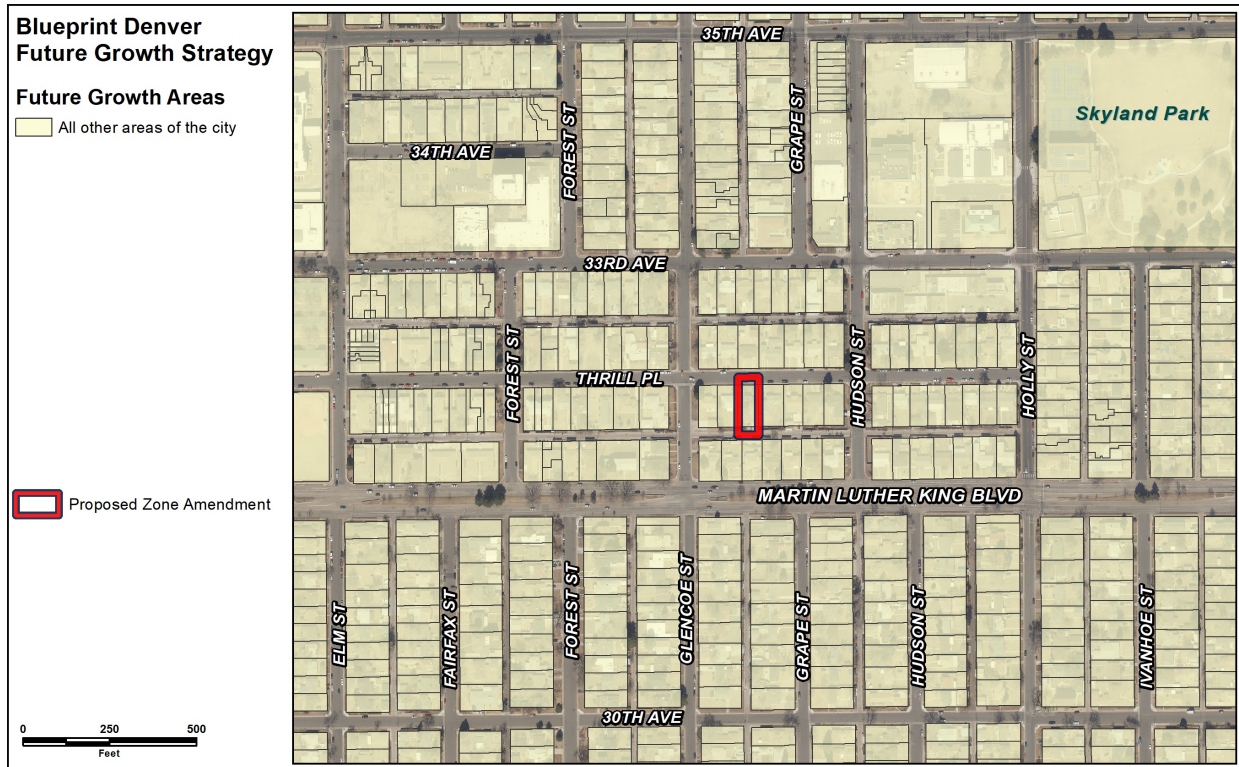 Blueprint Denver
Future Growth Strategy
Future Growth Areas
All other areas of the city
Proposed Zone Amendment
0 250 500
Feet
35TH AVE
Skyland Park
GRAPE ST
FOREST ST
34TH AVE
33RD AVE
FOREST ST
THRILL PL
HUDSON ST
HOLLY ST
MARTIN LUTHER KING BLVD
ELM ST
FAIRFAX ST
FOREST ST
GLENCOE ST
GRAPE ST
HUDSON ST
IVANHOE ST
30TH AVE